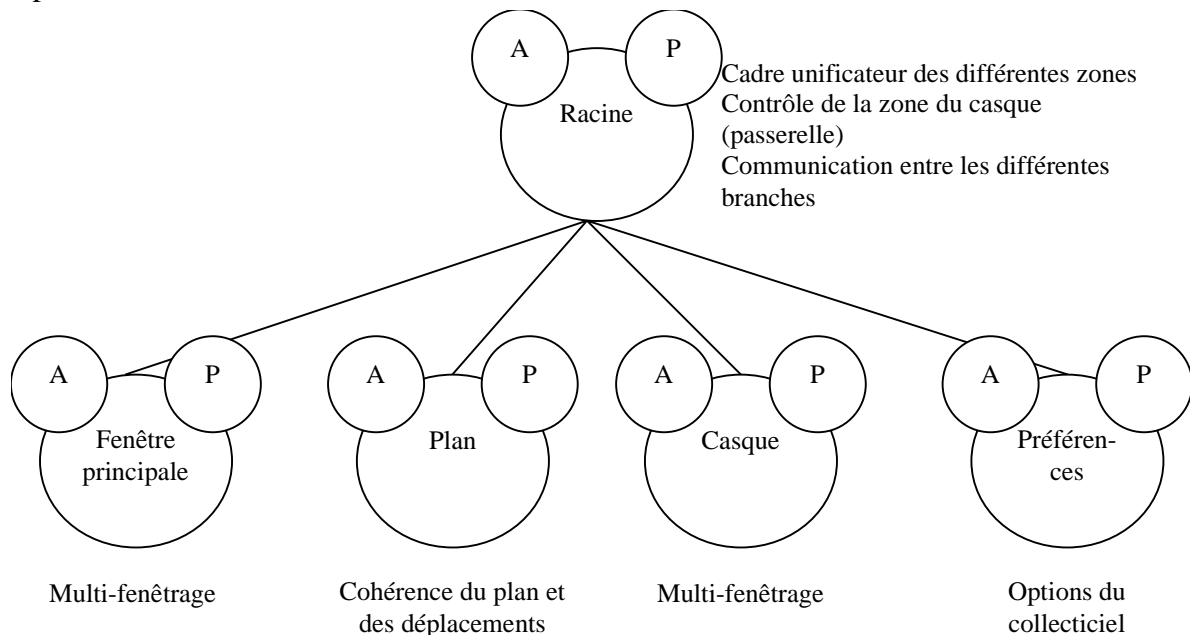 A
P
Racine
Cadre unificateur des différentes zones
Contrôle de la zone du casque
(passerelle)
Communication entre les différentes
branches
A
P
Fenêtre
principale
A
P
Plan
A
P
Casque
A
P
Préféren-
ces
Multi-fenêtrage
Cohérence du plan et
des déplacements
Multi-fenêtrage
Options du
collecticiel